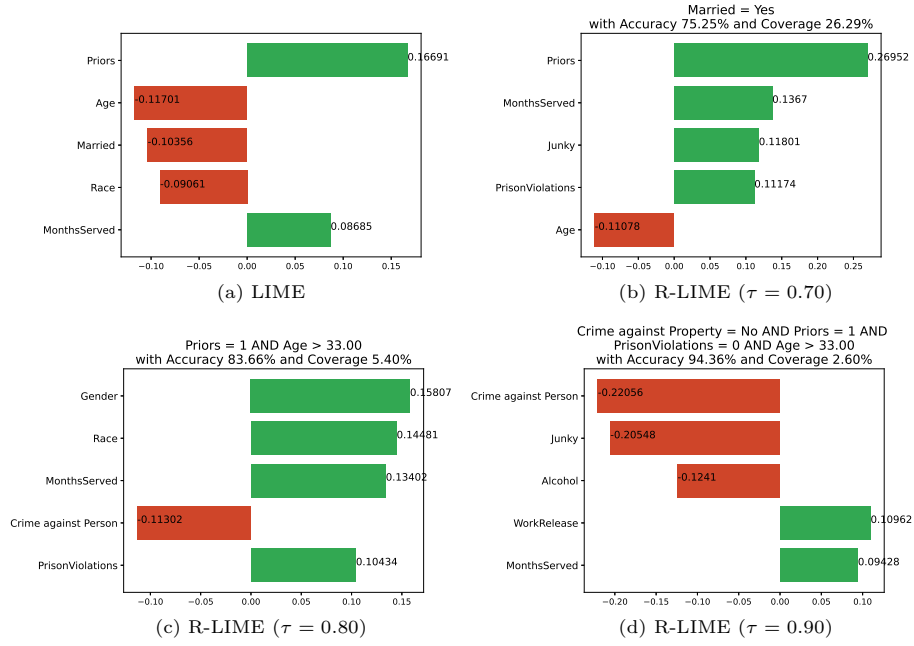 Priors
Age
Married
Race
MonthsServed
0.16691
-0.11701
-0.10356
-0.09061
0.08685
−0.10
−0.05
0.00
0.05
0.10
0.15
(a) LIME
Married = Yes
with Accuracy 75.25% and Coverage 26.29%
Priors
MonthsServed
Junky
PrisonViolations
Age
0.26952
0.1367
0.11801
0.11174
-0.11078
−0.10
−0.05
0.00
0.05
0.10
0.15
0.20
0.25
(b) R-LIME (τ = 0.70)
Priors = 1 AND Age > 33.00
with Accuracy 83.66% and Coverage 5.40%
Gender
Race
MonthsServed
Crime against Person
PrisonViolations
0.15807
0.14481
0.13402
-0.11302
0.10434
−0.10
−0.05
0.00
0.05
0.10
0.15
(c) R-LIME (τ = 0.80)
Crime against Property = No AND Priors = 1 AND
PrisonViolations = 0 AND Age > 33.00
with Accuracy 94.36% and Coverage 2.60%
Crime against Person
Junky
Alcohol
WorkRelease
MonthsServed
-0.22056
-0.20548
-0.1241
0.10962
0.09428
−0.20
−0.15
−0.10
−0.05
0.00
0.05
0.10
(d) R-LIME (τ = 0.90)